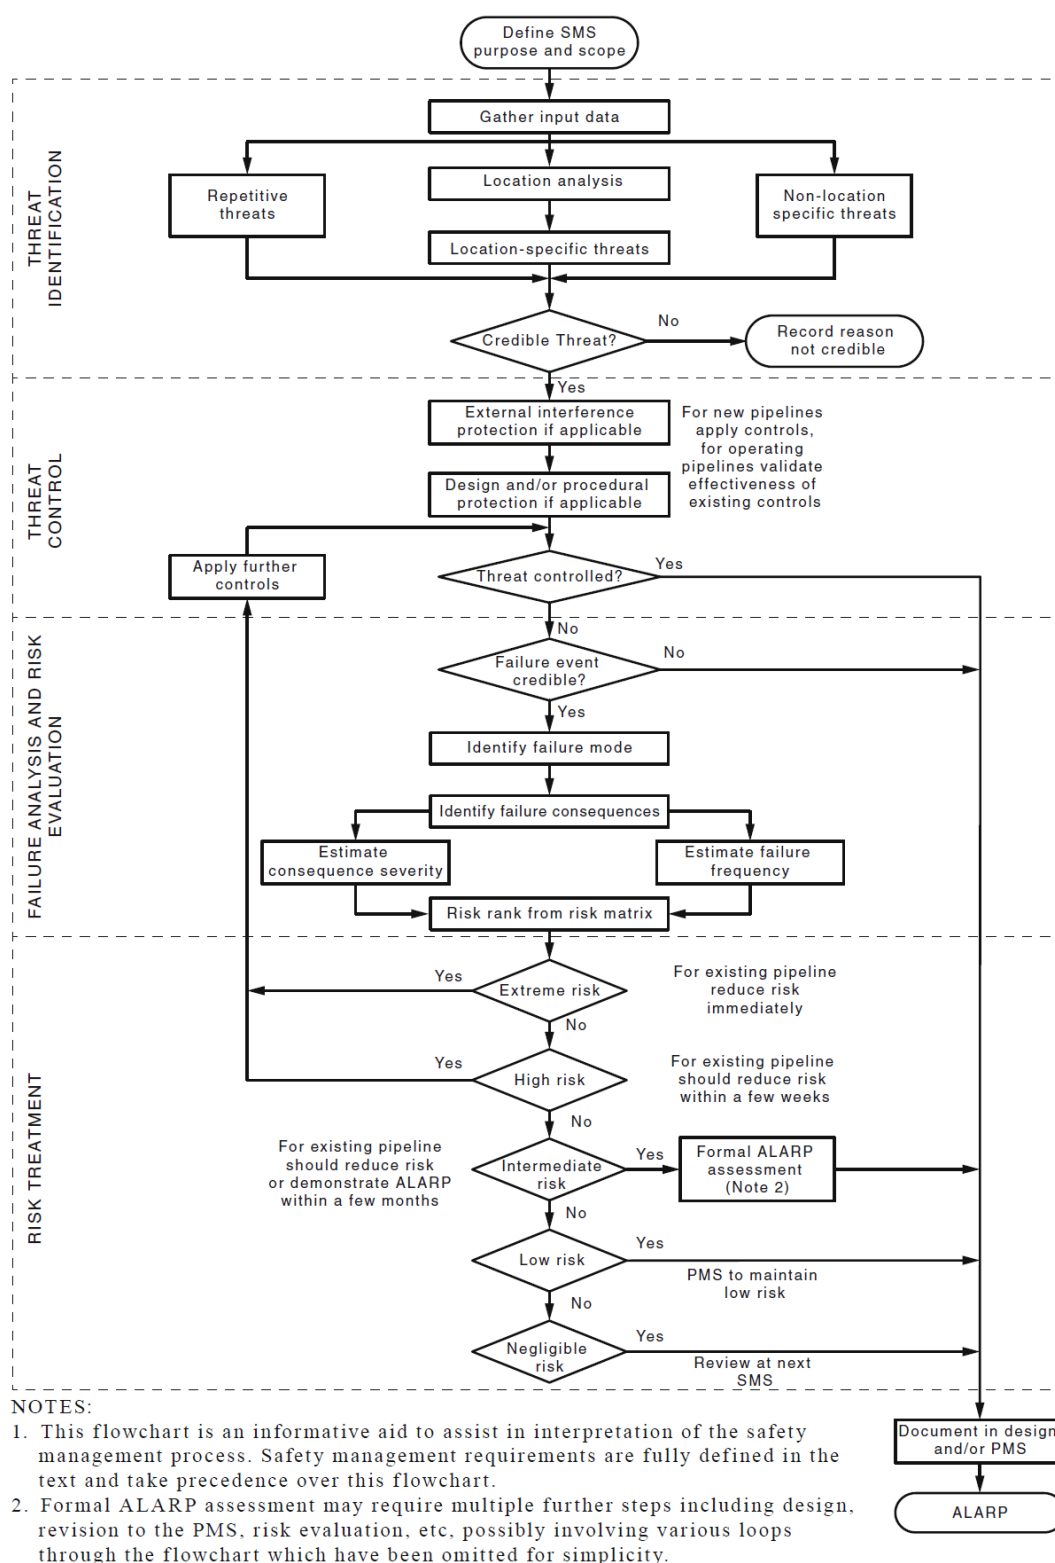 Define SMS
purpose and scope
THREAT
IDENTIFICATION
Gather input data
Repetitive
threats
Location analysis
Non-location
specific threats
Location-specific threats
Credible Threat?
No
Record reason
not credible
Yes
THREAT
CONTROL
External interference
protection if applicable
For new pipelines
apply controls,
for operating
pipelines validate
effectiveness of
existing controls
Design and/or procedural
protection if applicable
Apply further
controls
Threat controlled?
Yes
No
FAILURE ANALYSIS AND RISK
EVALUATION
Failure event
credible?
No
Yes
Identify failure mode
Identify failure consequences
Estimate
consequence severity
Estimate failure
frequency
Risk rank from risk matrix
RISK TREATMENT
Yes
Extreme risk
For existing pipeline
reduce risk
immediately
No
Yes
High risk
For existing pipeline
should reduce risk
within a few weeks
No
For existing pipeline
should reduce risk
or demonstrate ALARP
within a few months
Intermediate
risk
Yes
Formal ALARP
assessment
(Note 2)
No
Low risk
Yes
PMS to maintain
low risk
No
Negligible
risk
Yes
Review at next
SMS
Document in design
and/or PMS
ALARP
NOTES:
1. This flowchart is an informative aid to assist in interpretation of the safety
management process. Safety management requirements are fully defined in the
text and take precedence over this flowchart.
2. Formal ALARP assessment may require multiple further steps including design,
revision to the PMS, risk evaluation, etc, possibly involving various loops
through the flowchart which have been omitted for simplicity.